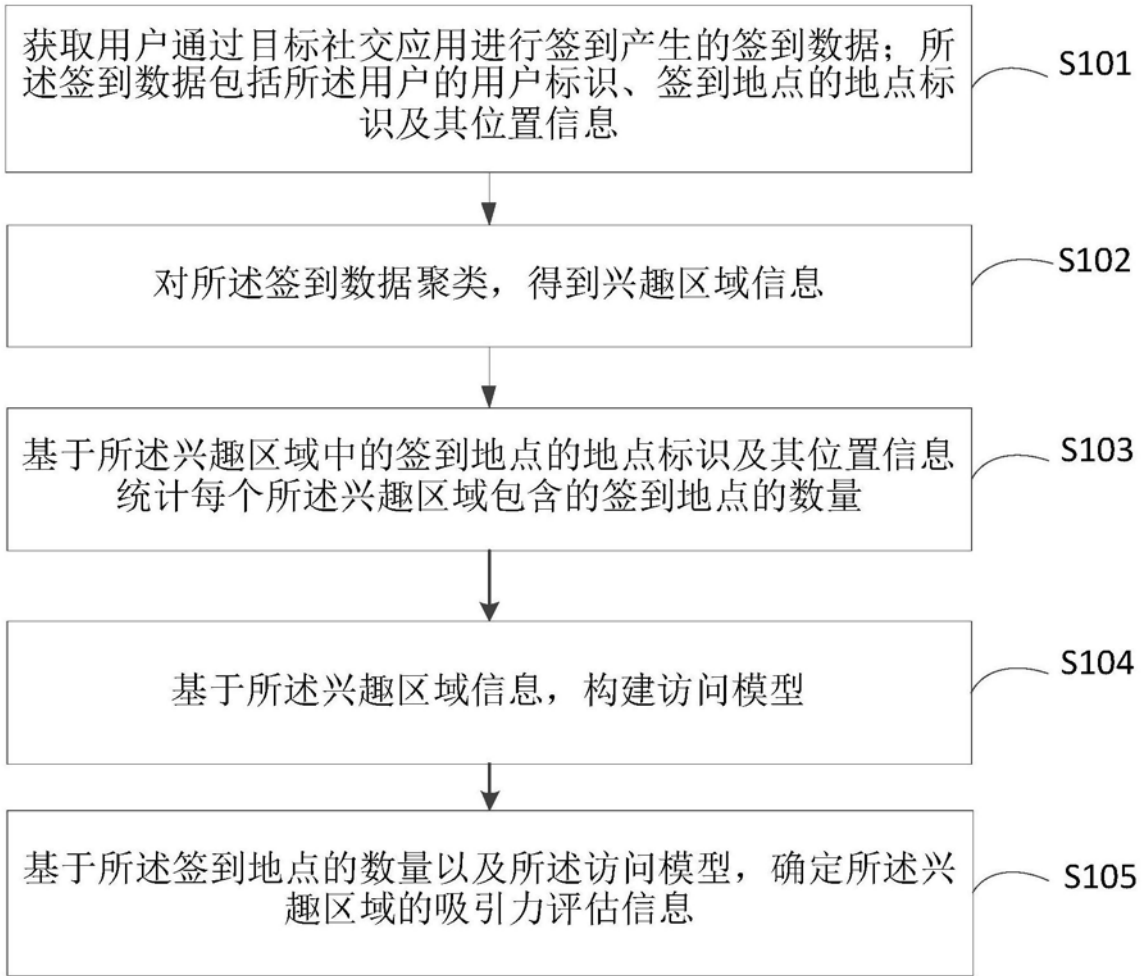 获取用户通过目标社交应用进行签到产生的签到数据；所
述签到数据包括所述用户的用户标识、签到地点的地点标
识及其位置信息
S101
对所述签到数据聚类，得到兴趣区域信息
S102
基于所述兴趣区域中的签到地点的地点标识及其位置信息
统计每个所述兴趣区域包含的签到地点的数量
S103
基于所述兴趣区域信息，构建访问模型
S104
基于所述签到地点的数量以及所述访问模型，确定所述兴
趣区域的吸引力评估信息
S105